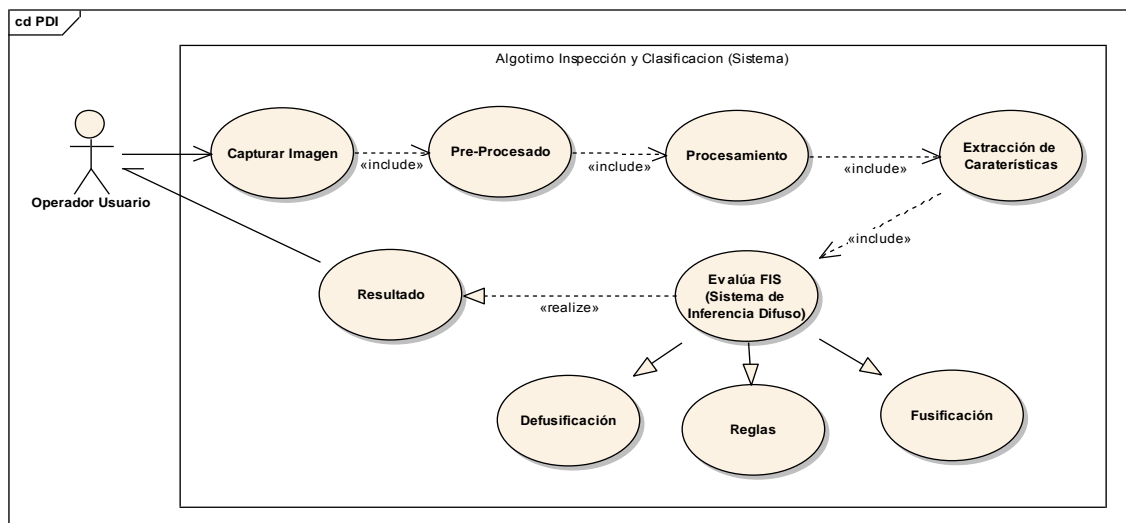 cd PDI
Algotimo Inspección y Clasificacion (Sistema)
Operador Usuario
Capturar Imagen
«include»
Pre-Procesado
«include»
Procesamiento
«include»
Extracción de
Caraterísticas
«include»
Evalúa FIS
(Sistema de
Inferencia Difuso)
«realize»
Resultado
Defusificación
Reglas
Fusificación